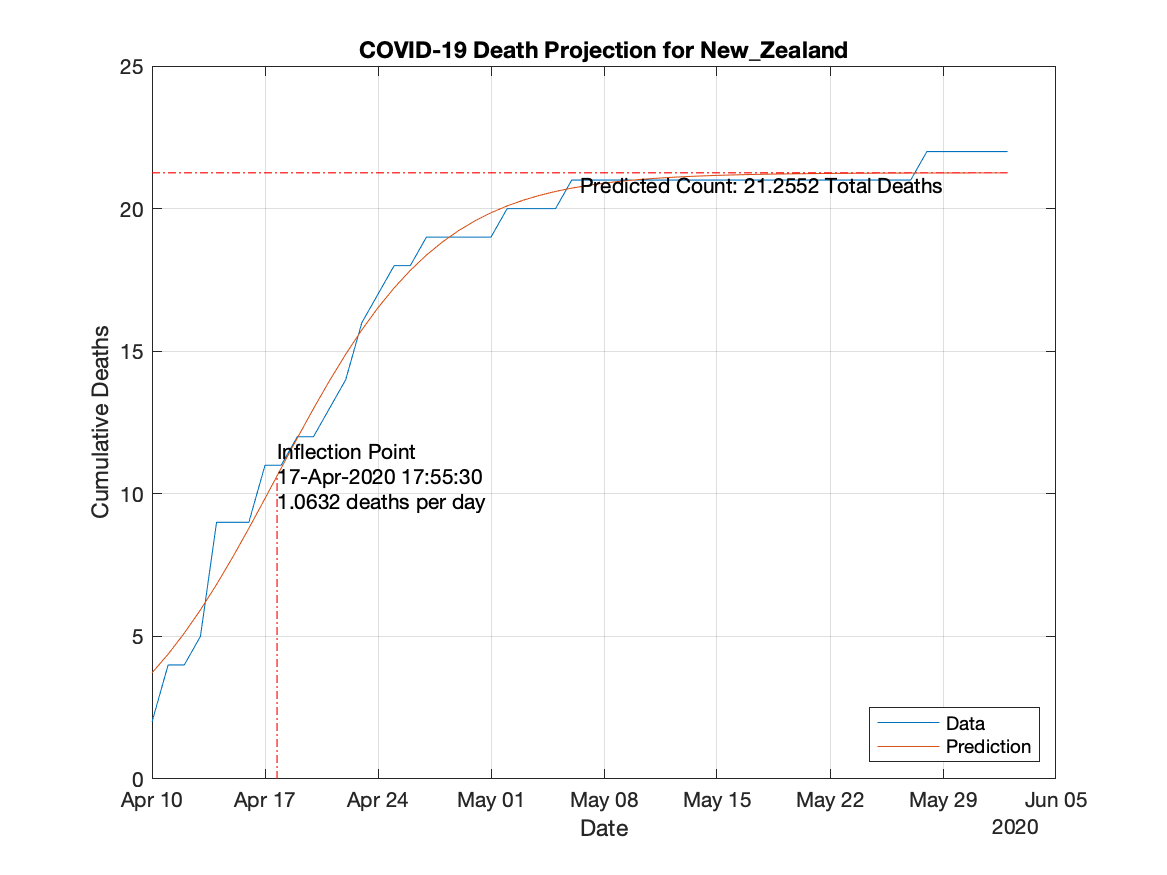 COVID-19 Death Projection for New_Zealand
25
20
15
10
5
0
Cumulative Deaths
Predicted Count: 21.2552 Total Deaths
Inflection Point
17-Apr-2020 17:55:30
1.0632 deaths per day
Data
Prediction
Apr 10 Apr 17 Apr 24 May 01 May 08 May 15 May 22 May 29 Jun 05
Date
2020